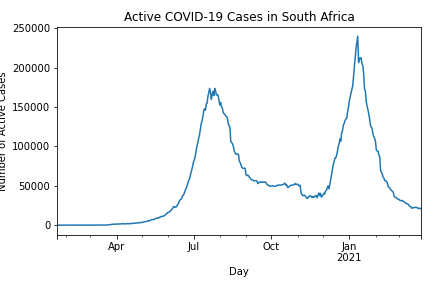 Active COVID-19 Cases in South Africa
Number of Active Cases
250000
200000
150000
100000
50000
0
Apr
Jul
Oct
Jan
2021
Day